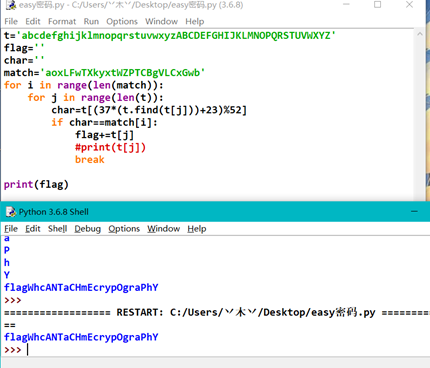 easy密码.py - C:/Users/丷木丷/Desktop/easy密码.py (3.6.8)
File Edit Format Run Options Window Help
t='abcdefghijklmnopqrstuvwxyzABCDEFGHIJKLMNOPQRSTUVWXYZ'
flag=''
char=''
match='aoxLFwTXkyxtWZPTCBgVLCxGwb'
for i in range(len(match)):
    for j in range(len(t)):
        char=t[(37*(t.find(t[j]))+23)%52]
        if char==match[i]:
            flag+=t[j]
            #print(t[j])
            break
print(flag)
Python 3.6.8 Shell
File Edit Shell Debug Options Window Help
a
P
h
Y
flagWhcANTaCHmEcrypOgraPhY
>>>
================== RESTART: C:/Users/丷木丷/Desktop/easy密码.py =========
==
flagWhcANTaCHmEcrypOgraPhY
>>>